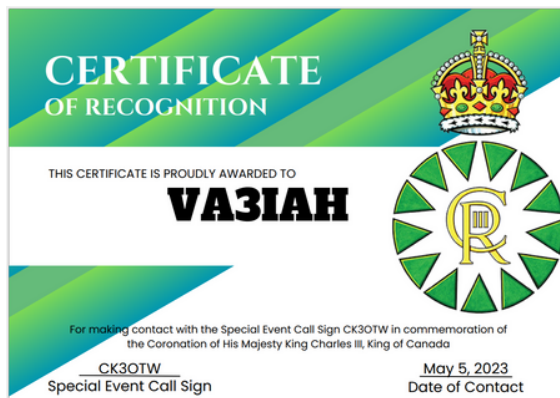 CERTIFICATE
OF RECOGNITION
THIS CERTIFICATE IS PROUDLY AWARDED TO
VA3IAH
CR III
For making contact with the Special Event Call Sign CK3OTW in commemoration of
the Coronation of His Majesty King Charles III, King of Canada
CK3OTW
May 5, 2023
Special Event Call Sign
Date of Contact